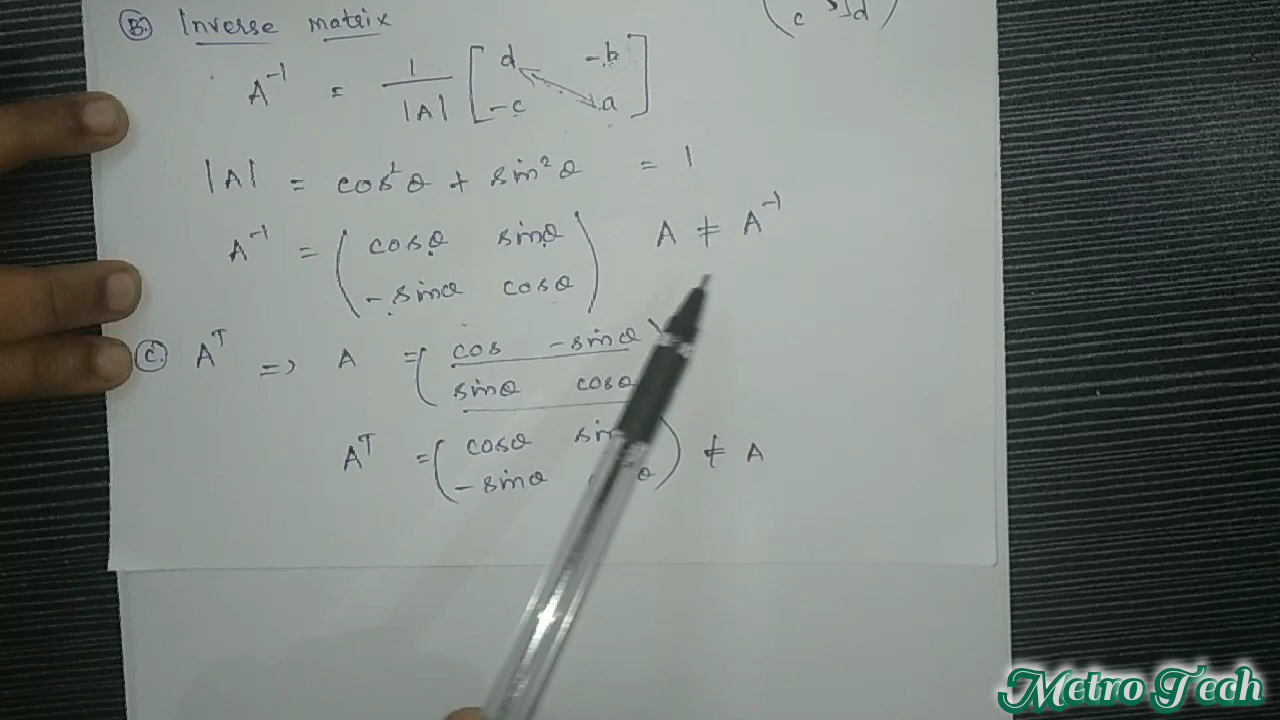 ( c d )
B. Inverse matrix
A⁻¹ = 1/|A| [ d -b
-c a ]
|A| = cos²θ + sin²θ = 1
A⁻¹ = ( cosθ sinθ A ≠ A⁻¹
-sinθ cosθ )
C. Aᵀ => A = ( cos -sinθ
sinθ cosθ
Aᵀ = ( cosθ sin ) ≠ A
-sinθ θ
Metro Tech